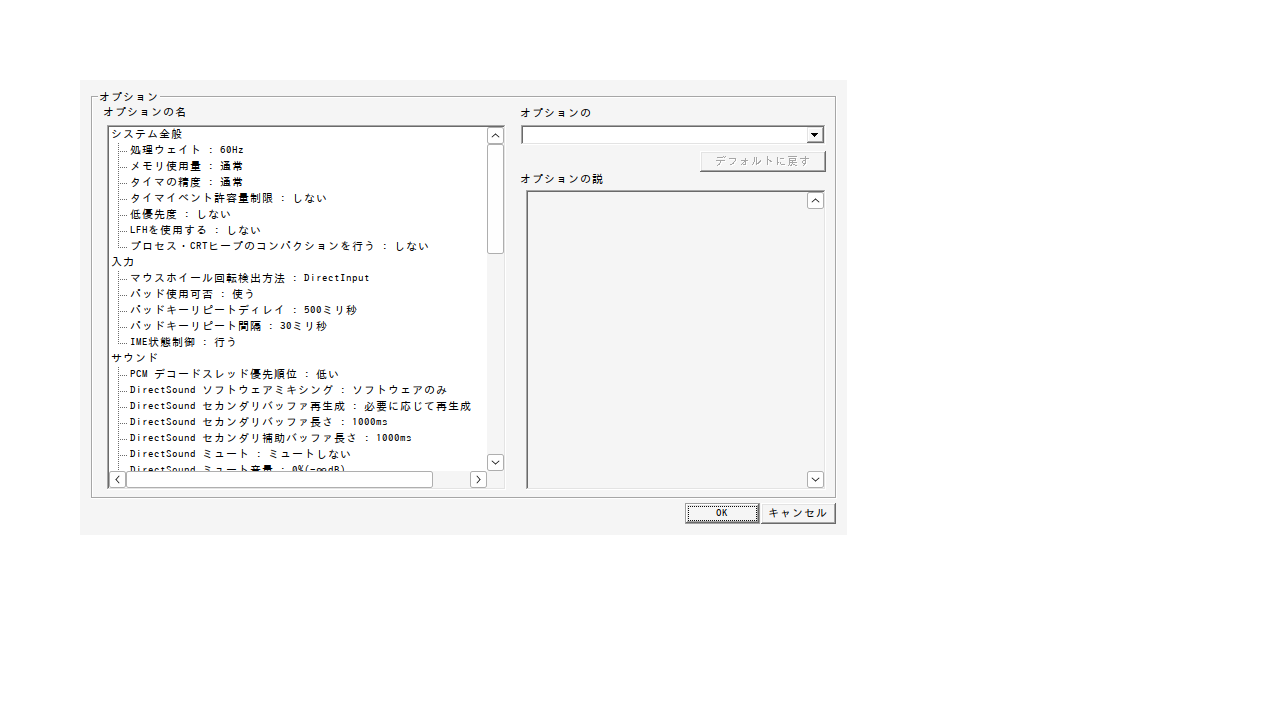 オプション
オプションの名
システム全般
処理ウェイト : 60Hz
メモリ使用量 : 通常
タイマの精度 : 通常
タイマイベント許容量制限 : しない
低優先度 : しない
LFHを使用する : しない
プロセス・CRTヒープのコンパクションを行う : しない
入力
マウスホイール回転検出方法 : DirectInput
パッド使用可否 : 使う
パッドキーリピートディレイ : 500ミリ秒
パッドキーリピート間隔 : 30ミリ秒
IME状態制御 : 行う
サウンド
PCM デコードスレッド優先順位 : 低い
DirectSound ソフトウェアミキシング : ソフトウェアのみ
DirectSound セカンダリバッファ再生成 : 必要に応じて再生成
DirectSound セカンダリバッファ長さ : 1000ms
DirectSound セカンダリ補助バッファ長さ : 1000ms
DirectSound ミュート : ミュートしない
DirectSound ミュート音量 : 0%(-∞dB)
オプションの
デフォルトに戻す
オプションの説
OK
キャンセル